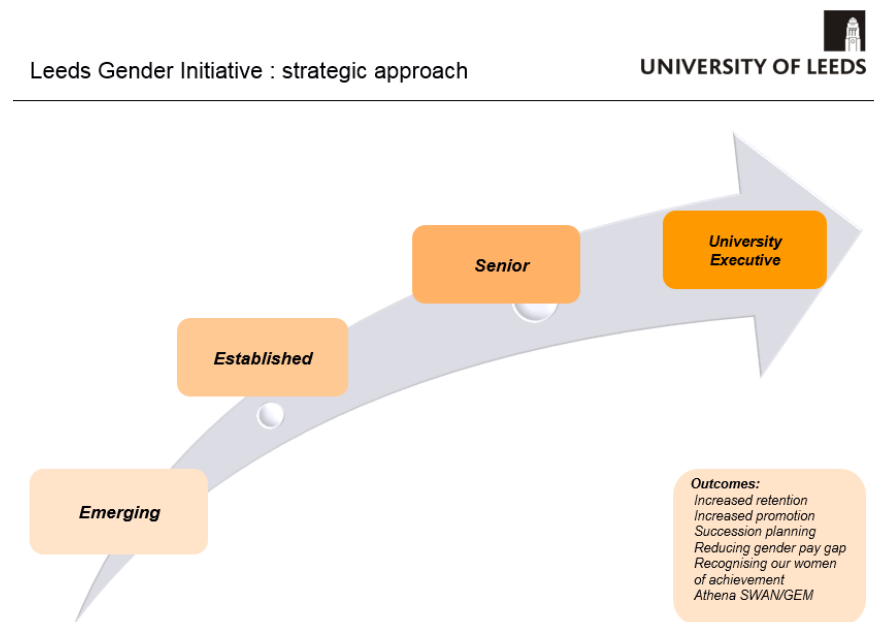 Leeds Gender Initiative : strategic approach
UNIVERSITY OF LEEDS
University
Executive
Senior
Established
Emerging
Outcomes:
Increased retention
Increased promotion
Succession planning
Reducing gender pay gap
Recognising our women
of achievement
Athena SWAN/GEM